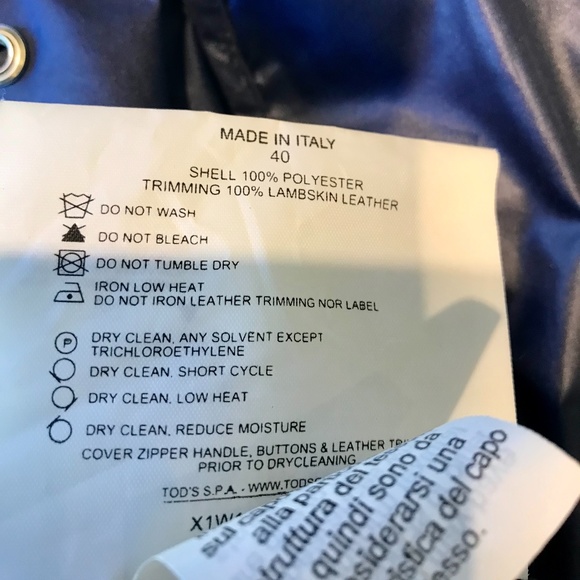 MADE IN ITALY
40
SHELL 100% POLYESTER
TRIMMING 100% LAMBSKIN LEATHER
DO NOT WASH
DO NOT BLEACH
DO NOT TUMBLE DRY
IRON LOW HEAT
DO NOT IRON LEATHER TRIMMING NOR LABEL
P
DRY CLEAN, ANY SOLVENT EXCEPT
TRICHLOROETHYLENE
DRY CLEAN, SHORT CYCLE
DRY CLEAN, LOW HEAT
DRY CLEAN, REDUCE MOISTURE
COVER ZIPPER HANDLE, BUTTONS & LEATHER
PRIOR TO DRYCLEANING
TOD'S S.P.A. -
alla
del
quindi sono da
una
del capo